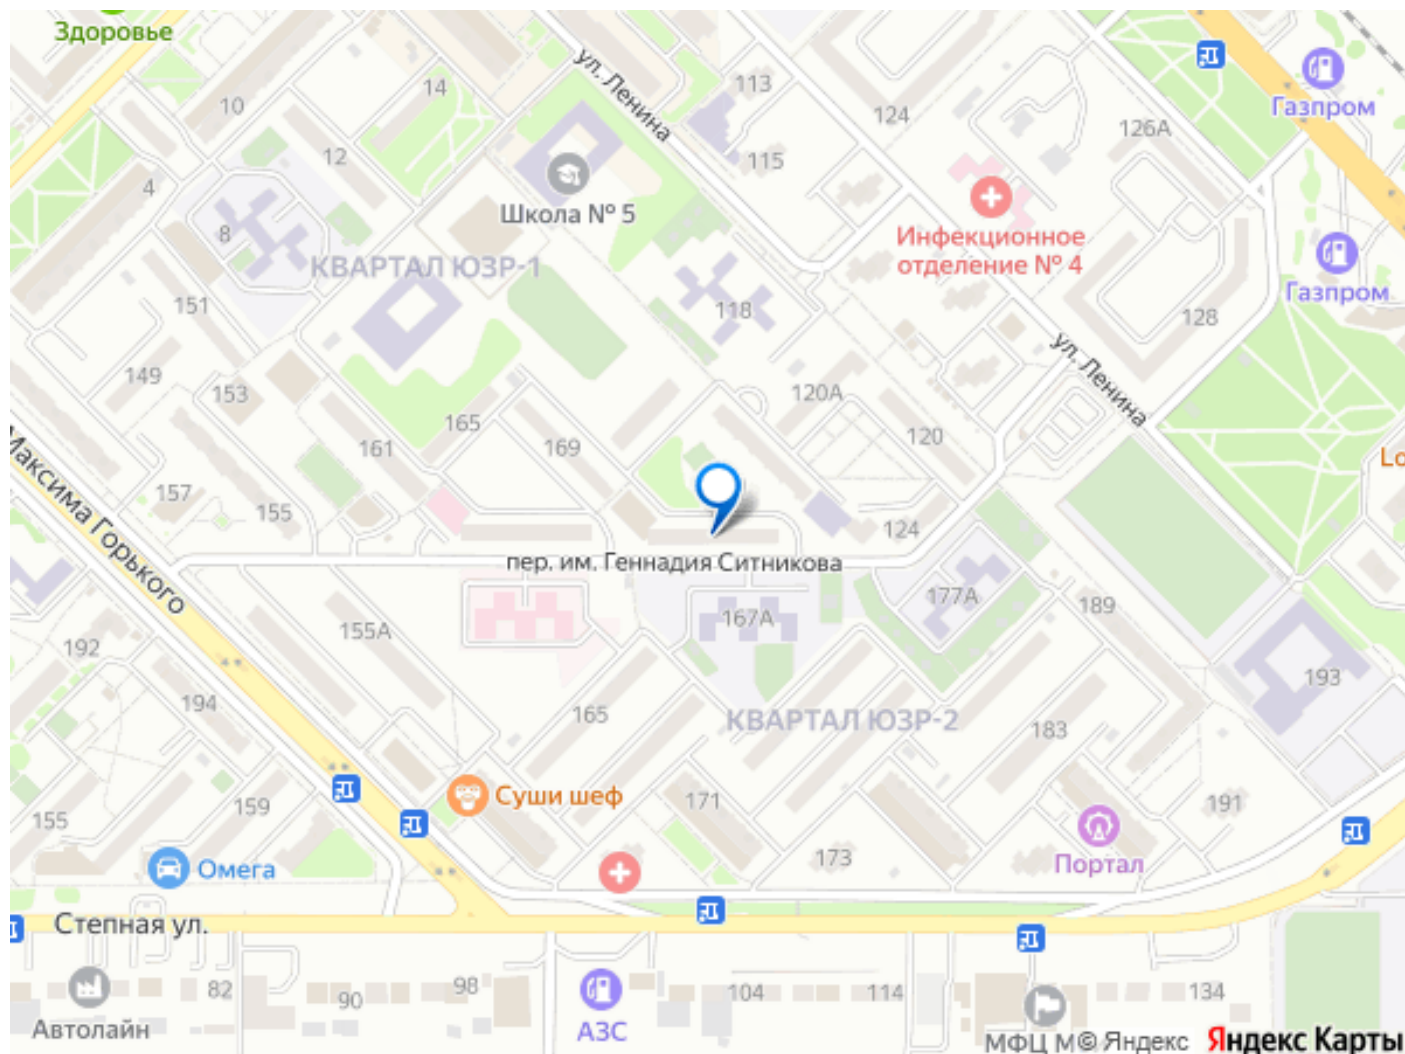 Здоровье
ул. Ленина
113
14
10
124
Газпром
126А
12
115
4
Школа № 5
8
Инфекционное
отделение № 4
КВАРТАЛ ЮЗР-1
Газпром
151
118
128
149
ул. Ленина
153
120А
165
120
161
169
Lo
Максима Горького
157
155
124
пер. им. Геннадия Ситникова
177А
189
167А
155А
192
193
194
165
КВАРТАЛ ЮЗР-2
183
159
Суши шеф
171
191
155
Омега
173
Портал
Степная ул.
82
90
98
104
114
134
Автолайн
АЗС
МФЦ М
© Яндекс
Яндекс Карты